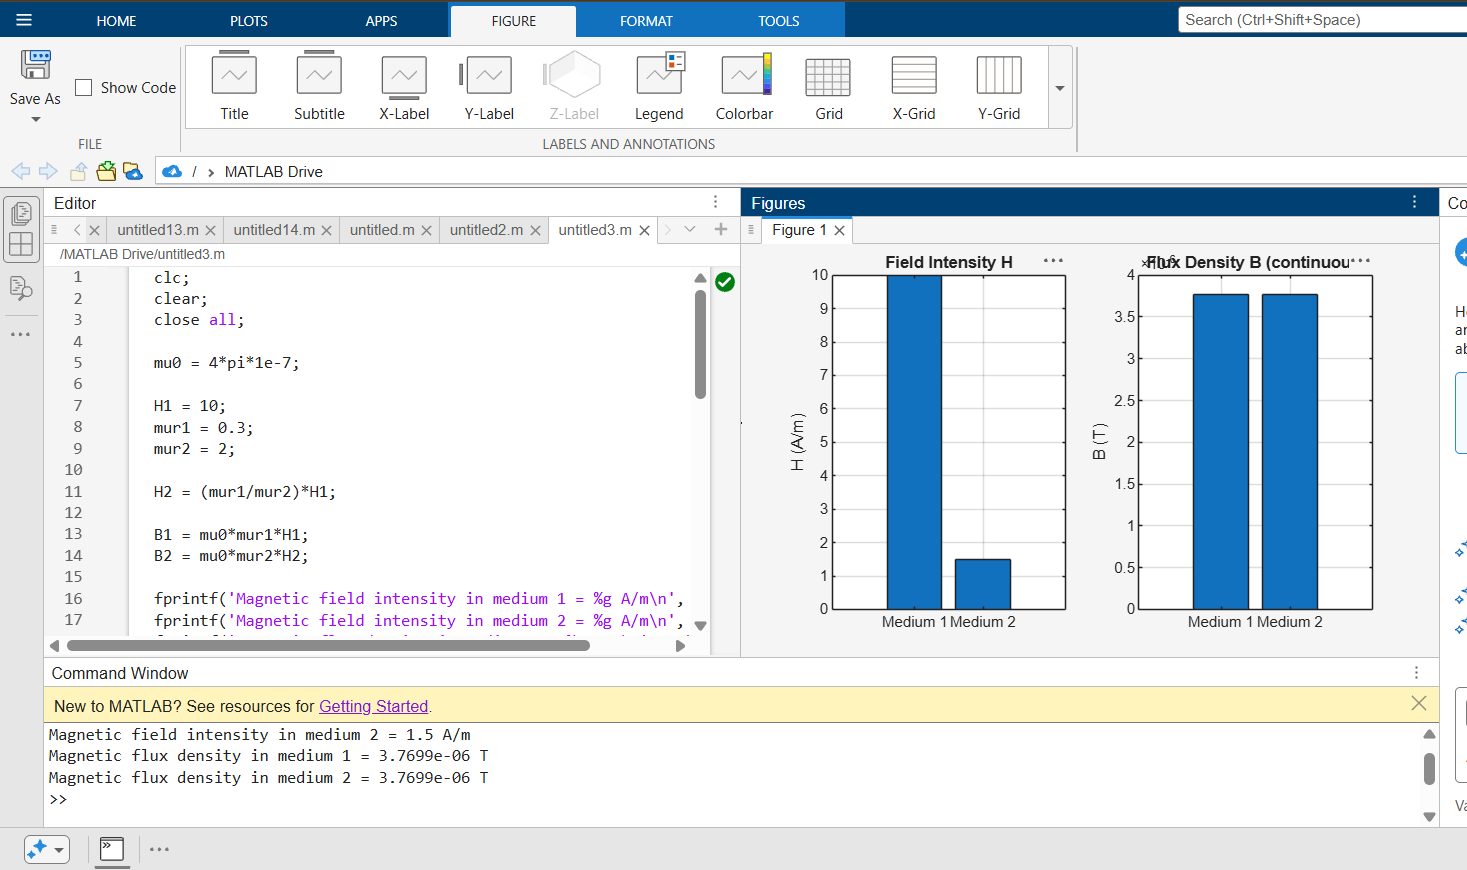 HOME PLOTS APPS FIGURE FORMAT TOOLS Search (Ctrl+Shift+Space)
Save As
Show Code
Title Subtitle X-Label Y-Label Z-Label Legend Colorbar Grid X-Grid Y-Grid
FILE LABELS AND ANNOTATIONS
/ › MATLAB Drive
Editor
untitled13.m untitled14.m untitled.m untitled2.m untitled3.m
/MATLAB Drive/untitled3.m
1 clc;
2 clear;
3 close all;
4
5 mu0 = 4*pi*1e-7;
6
7 H1 = 10;
8 mur1 = 0.3;
9 mur2 = 2;
10
11 H2 = (mur1/mur2)*H1;
12
13 B1 = mu0*mur1*H1;
14 B2 = mu0*mur2*H2;
15
16 fprintf('Magnetic field intensity in medium 1 = %g A/m\n',
17 fprintf('Magnetic field intensity in medium 2 = %g A/m\n',
Figures
Figure 1
Field Intensity H
10
9
8
7
6
5
4
3
2
1
0
H (A/m)
Medium 1 Medium 2
Flux Density B (continuou
4
3.5
3
2.5
2
1.5
1
0.5
0
B (T)
Medium 1 Medium 2
Co
Command Window
New to MATLAB? See resources for Getting Started.
Magnetic field intensity in medium 2 = 1.5 A/m
Magnetic flux density in medium 1 = 3.7699e-06 T
Magnetic flux density in medium 2 = 3.7699e-06 T
>>